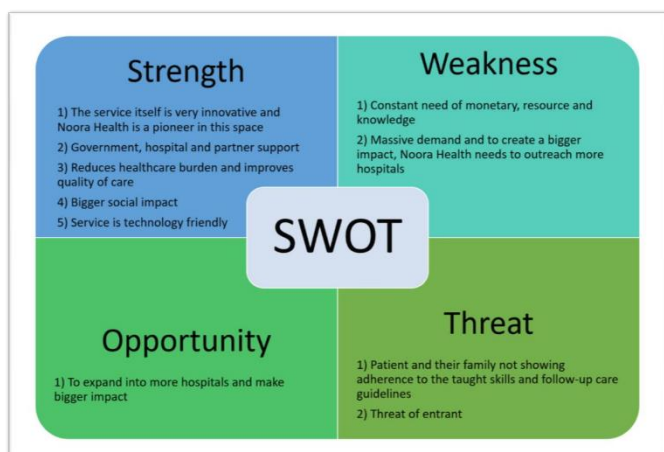 Strength
1) The service itself is very innovative and
Noora Health is a pioneer in this space
2) Government, hospital and partner support
3) Reduces healthcare burden and improves
quality of care
4) Bigger social impact
5) Service is technology friendly
Weakness
1) Constant need of monetary, resource and
knowledge
2) Massive demand and to create a bigger
impact, Noora Health needs to outreach more
hospitals
SWOT
Opportunity
1) To expand into more hospitals and make
bigger impact
Threat
1) Patient and their family not showing
adherence to the taught skills and follow-up care
guidelines
2) Threat of entrant